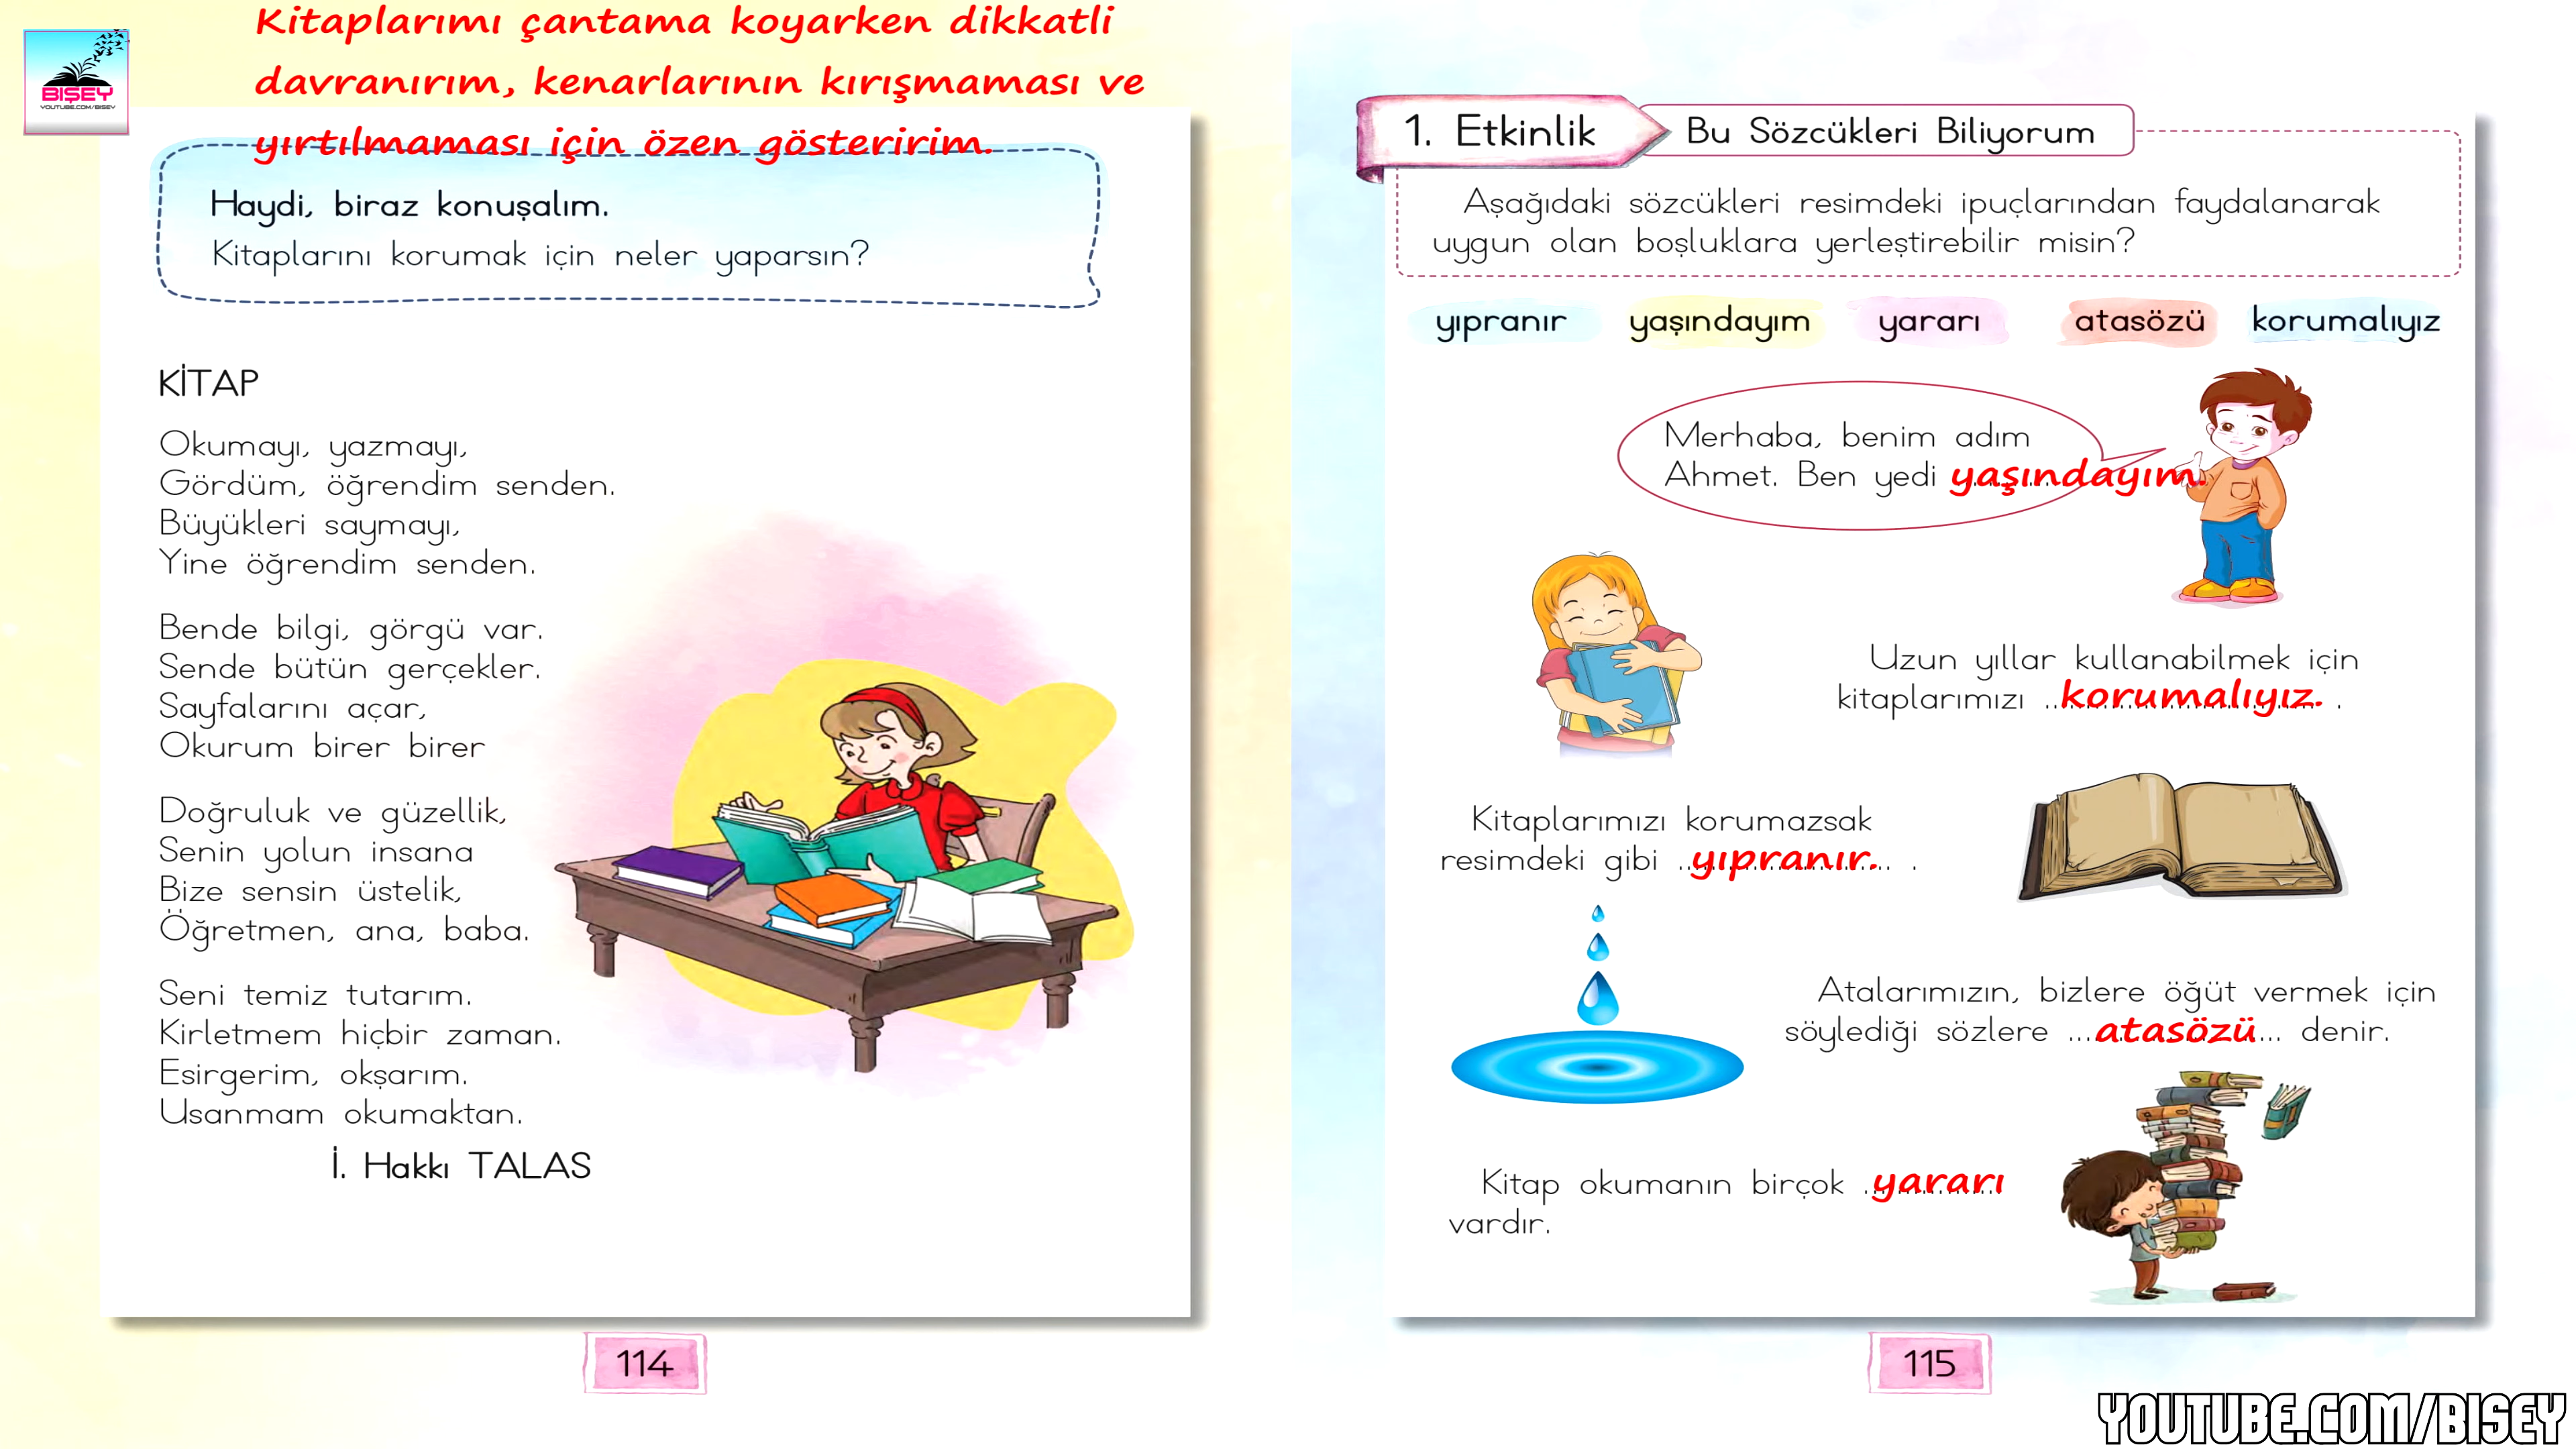 Kitaplarımı çantama koyarken dikkatli
davranırım, kenarlarının kırışmaması ve
yırtılmaması için özen gösteririm.
BIŞEY
YOUTUBE.COM/BISEY
Haydi, biraz konuşalım.
Kitaplarını korumak için neler yaparsın?
KİTAP
Okumayı, yazmayı,
Gördüm, öğrendim senden.
Büyükleri saymayı,
Yine öğrendim senden.
Bende bilgi, görgü var.
Sende bütün gerçekler.
Sayfalarını açar,
Okurum birer birer
Doğruluk ve güzellik,
Senin yolun insana
Bize sensin üstelik,
Öğretmen, ana, baba.
Seni temiz tutarım.
Kirletmem hiçbir zaman.
Esirgerim, okşarım.
Usanmam okumaktan.
İ. Hakkı TALAS
114
1. Etkinlik
Bu Sözcükleri Biliyorum
Aşağıdaki sözcükleri resimdeki ipuçlarından faydalanarak
uygun olan boşluklara yerleştirebilir misin?
yıpranır yaşındayım yararı atasözü korumalıyız
Merhaba, benim adım
Ahmet. Ben yedi yaşındayım.
Uzun yıllar kullanabilmek için
kitaplarımızı ..korumalıyız. .
Kitaplarımızı korumazsak
resimdeki gibi ..yıpranır... .
Atalarımızın, bizlere öğüt vermek için
söylediği sözlere ...atasözü... denir.
Kitap okumanın birçok ..yararı
vardır.
115
YOUTUBE.COM/BISEY